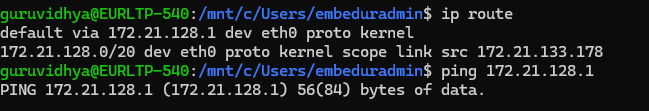 guruvidhya@EURLTP-540:/mnt/c/Users/embeduradmin$ ip route
default via 172.21.128.1 dev eth0 proto kernel
172.21.128.0/20 dev eth0 proto kernel scope link src 172.21.133.178
guruvidhya@EURLTP-540:/mnt/c/Users/embeduradmin$ ping 172.21.128.1
PING 172.21.128.1 (172.21.128.1) 56(84) bytes of data.